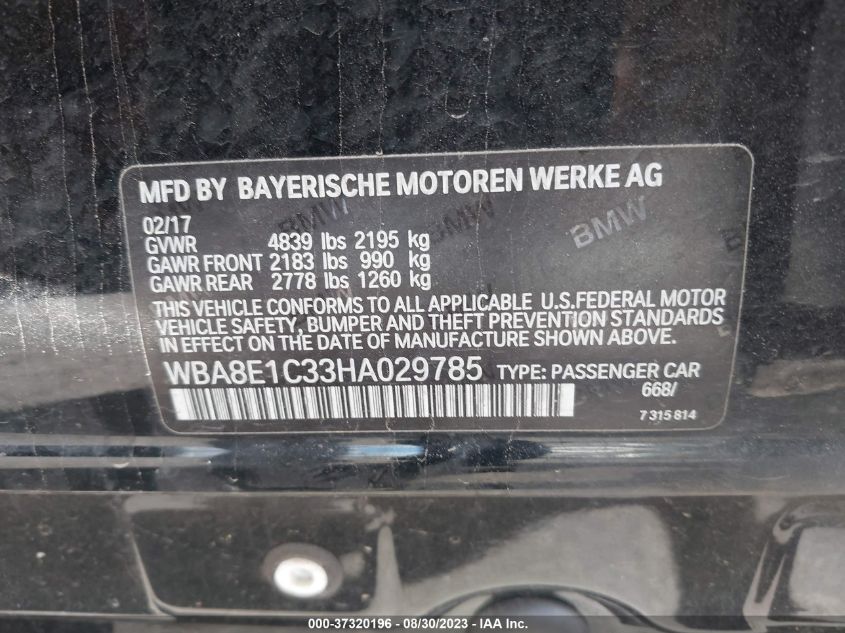 MFD BY BAYERISCHE MOTOREN WERKE AG
02/17
GVWR 4839 lbs 2195 kg
GAWR FRONT 2183 lbs 990 kg
GAWR REAR 2778 lbs 1260 kg
THIS VEHICLE CONFORMS TO ALL APPLICABLE U.S.FEDERAL MOTOR
VEHICLE SAFETY, BUMPER AND THEFT PREVENTION STANDARDS
IN EFFECT ON THE DATE OF MANUFACTURE SHOWN ABOVE.
WBA8E1C33HA029785 TYPE: PASSENGER CAR
668/
7 315 814
BMW
BMW
BMW
000-37320196 - 08/30/2023 - © IAA Inc.